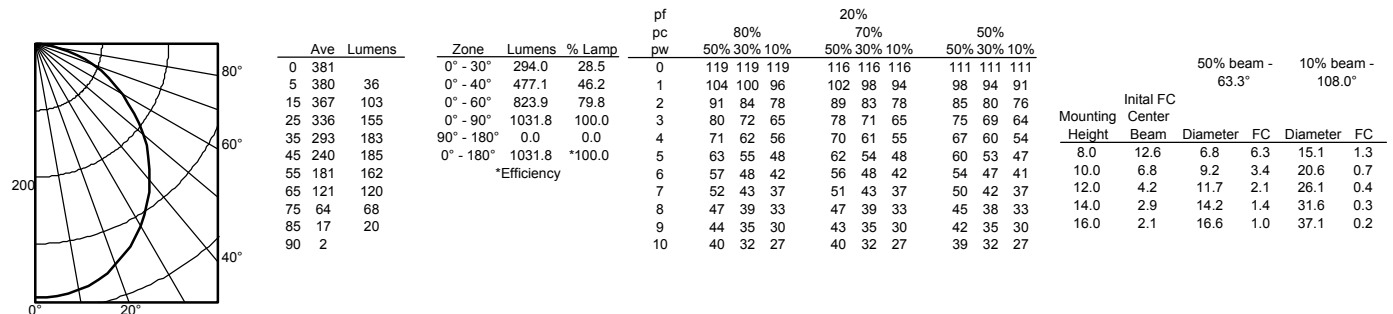 80°
60°
200
40°
0° 20°
Ave Lumens
0 381
5 380 36
15 367 103
25 336 155
35 293 183
45 240 185
55 181 162
65 121 120
75 64 68
85 17 20
90 2
Zone Lumens % Lamp
0° - 30° 294.0 28.5
0° - 40° 477.1 46.2
0° - 60° 823.9 79.8
0° - 90° 1031.8 100.0
90° - 180° 0.0 0.0
0° - 180° 1031.8 *100.0
*Efficiency
pf 20%
pc 80% 70% 50%
pw 50% 30% 10% 50% 30% 10% 50% 30% 10%
0 119 119 119 116 116 116 111 111 111
1 104 100 96 102 98 94 98 94 91
2 91 84 78 89 83 78 85 80 76
3 80 72 65 78 71 65 75 69 64
4 71 62 56 70 61 55 67 60 54
5 63 55 48 62 54 48 60 53 47
6 57 48 42 56 48 42 54 47 41
7 52 43 37 51 43 37 50 42 37
8 47 39 33 47 39 33 45 38 33
9 44 35 30 43 35 30 42 35 30
10 40 32 27 40 32 27 39 32 27
50% beam - 10% beam -
63.3° 108.0°
Inital FC
Mounting Center
Height Beam Diameter FC Diameter FC
8.0 12.6 6.8 6.3 15.1 1.3
10.0 6.8 9.2 3.4 20.6 0.7
12.0 4.2 11.7 2.1 26.1 0.4
14.0 2.9 14.2 1.4 31.6 0.3
16.0 2.1 16.6 1.0 37.1 0.2